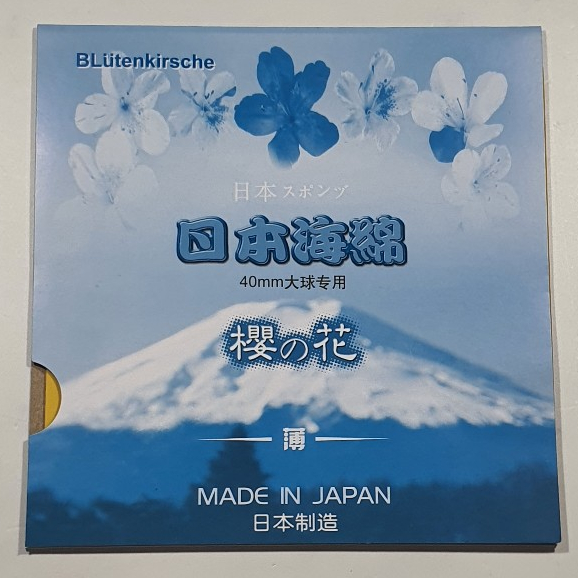 BLütenkirsche
日本スポンヅ
日本海綿
40mm大球专用
櫻の花
薄
MADE IN JAPAN
日本制造